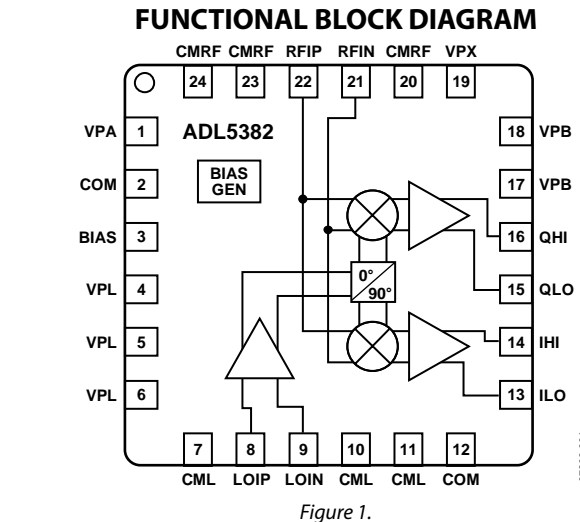 FUNCTIONAL BLOCK DIAGRAM
CMRF CMRF RFIP RFIN CMRF VPX
24 23 22 21 20 19
VPA 1 ADL5382 18 VPB
BIAS
GEN
COM 2 17 VPB
BIAS 3 16 QHI
0°
90°
VPL 4 15 QLO
VPL 5 14 IHI
VPL 6 13 ILO
7 8 9 10 11 12
CML LOIP LOIN CML CML COM
Figure 1.